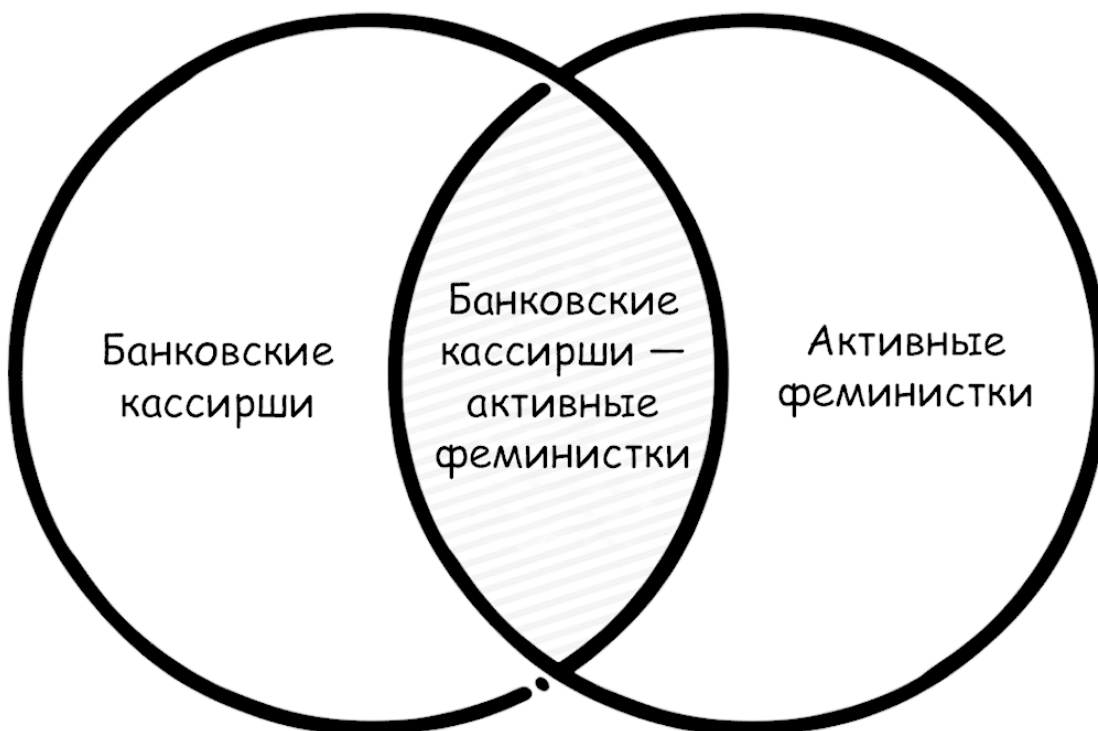 Банковские
кассирши
Банковские
кассирши —
активные
феминистки
Активные
феминистки